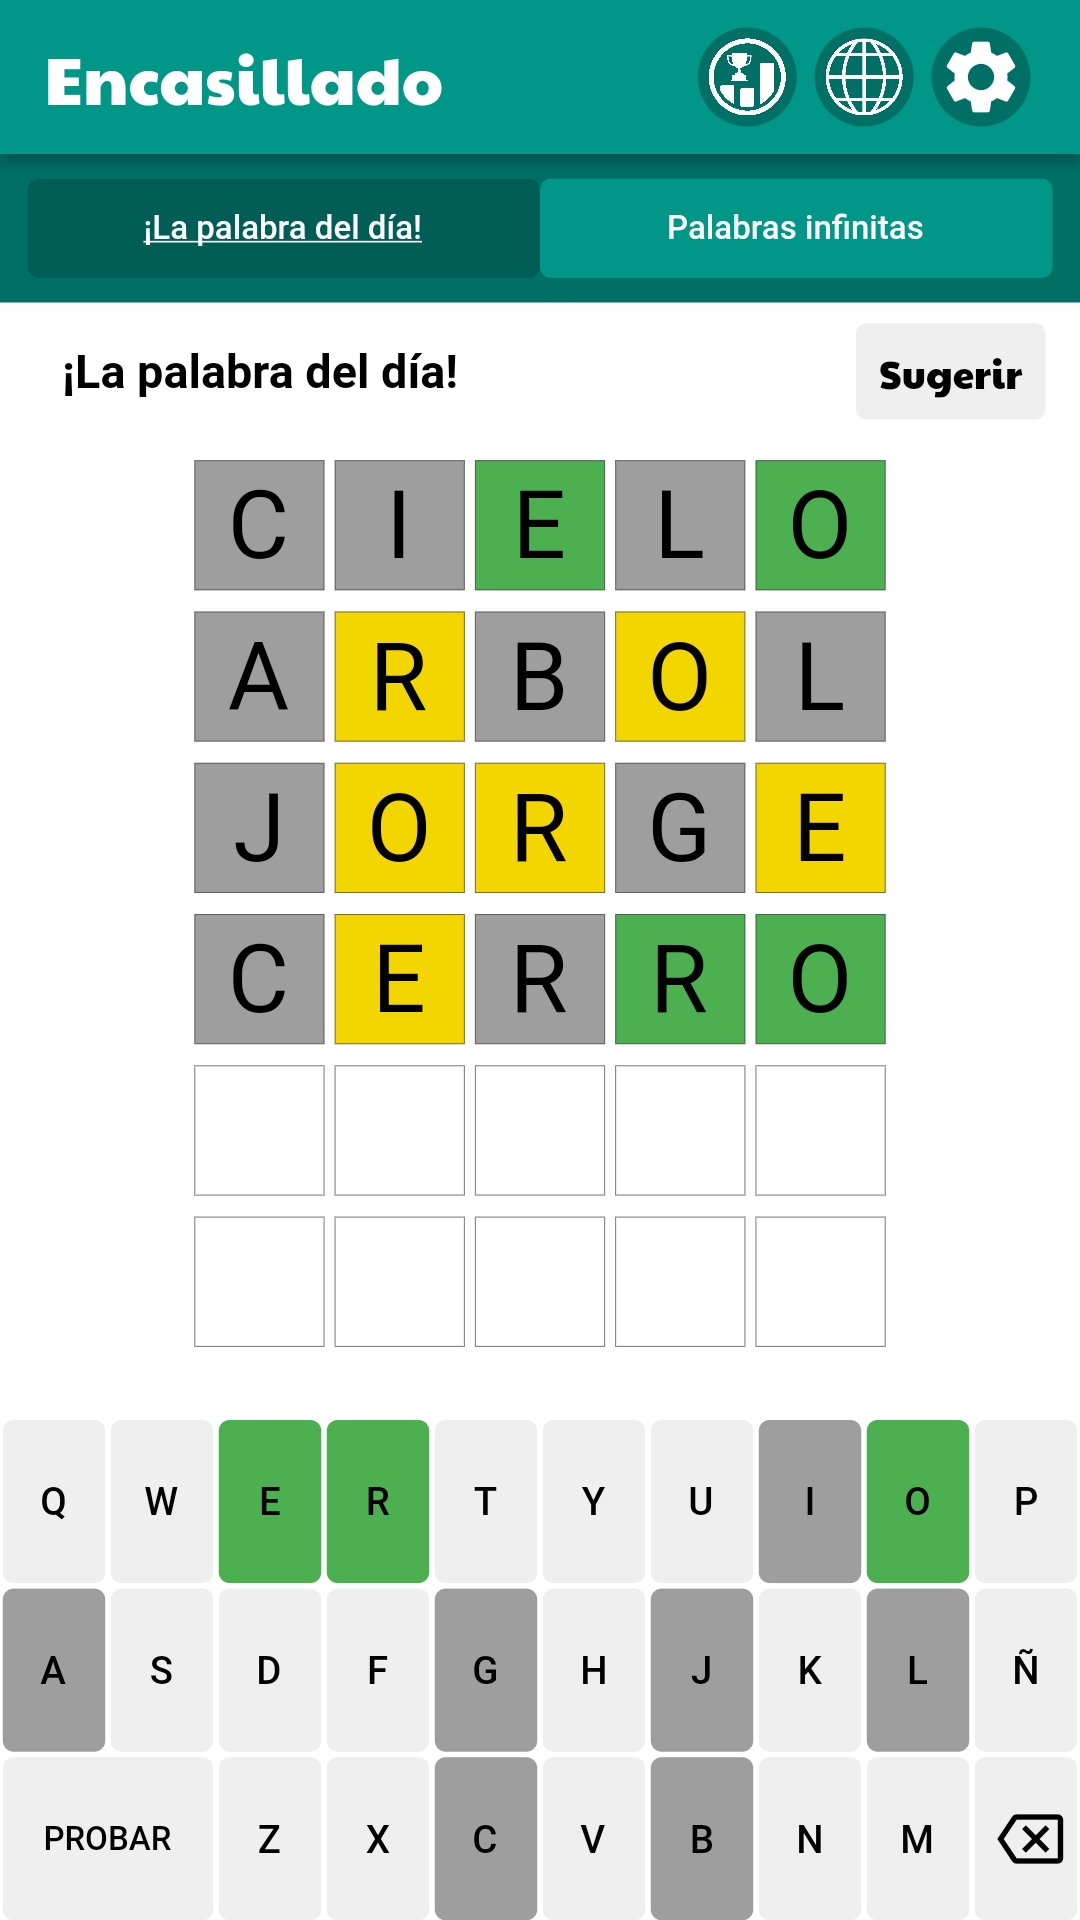 Encasillado
¡La palabra del día! Palabras infinitas
¡La palabra del día! Sugerir
C I E L O
A R B O L
J O R G E
C E R R O
Q W E R T Y U I O P
A S D F G H J K L Ñ
PROBAR Z X C V B N M